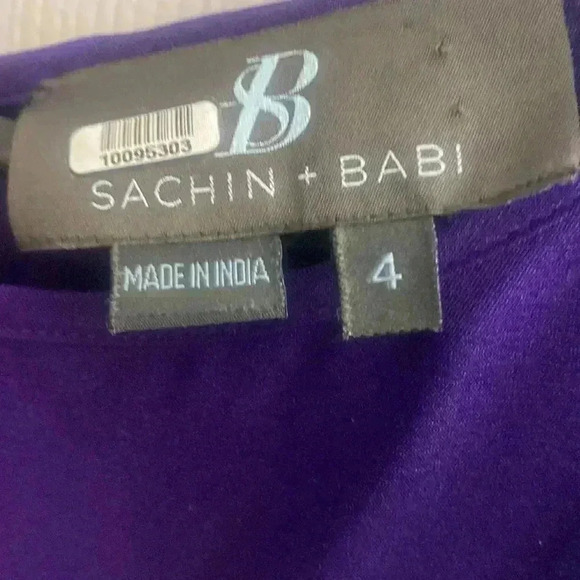 SB
10095303
SACHIN + BABI
MADE IN INDIA
4